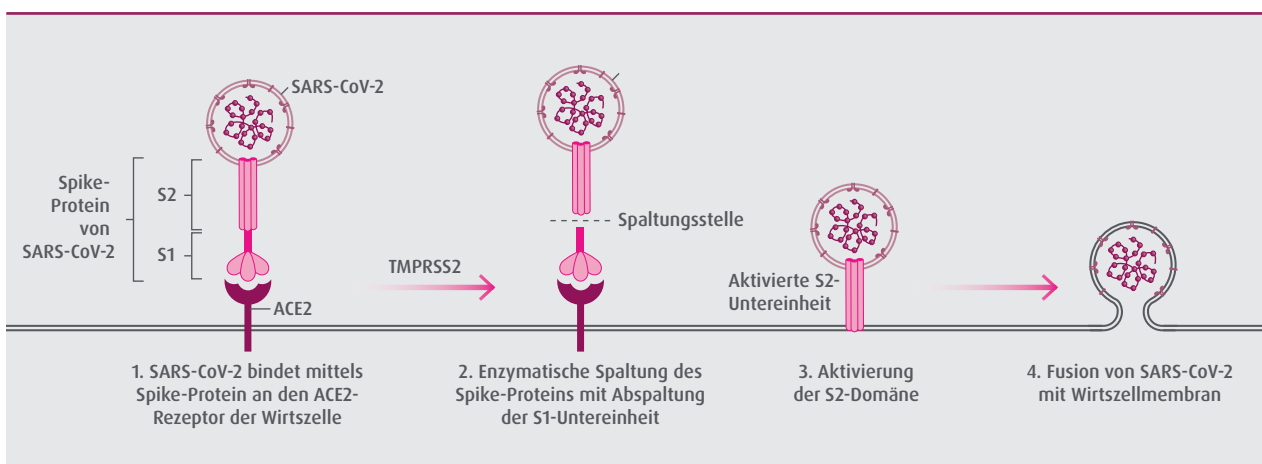 SARS-CoV-2
Spike-
Protein
von
SARS-CoV-2
S2
S1
ACE2
TMPRSS2
Spaltungsstelle
Aktivierte S2-
Untereinheit
1. SARS-CoV-2 bindet mittels
Spike-Protein an den ACE2-
Rezeptor der Wirtszelle
2. Enzymatische Spaltung des
Spike-Proteins mit Abspaltung
der S1-Untereinheit
3. Aktivierung
der S2-Domäne
4. Fusion von SARS-CoV-2
mit Wirtszellmembran